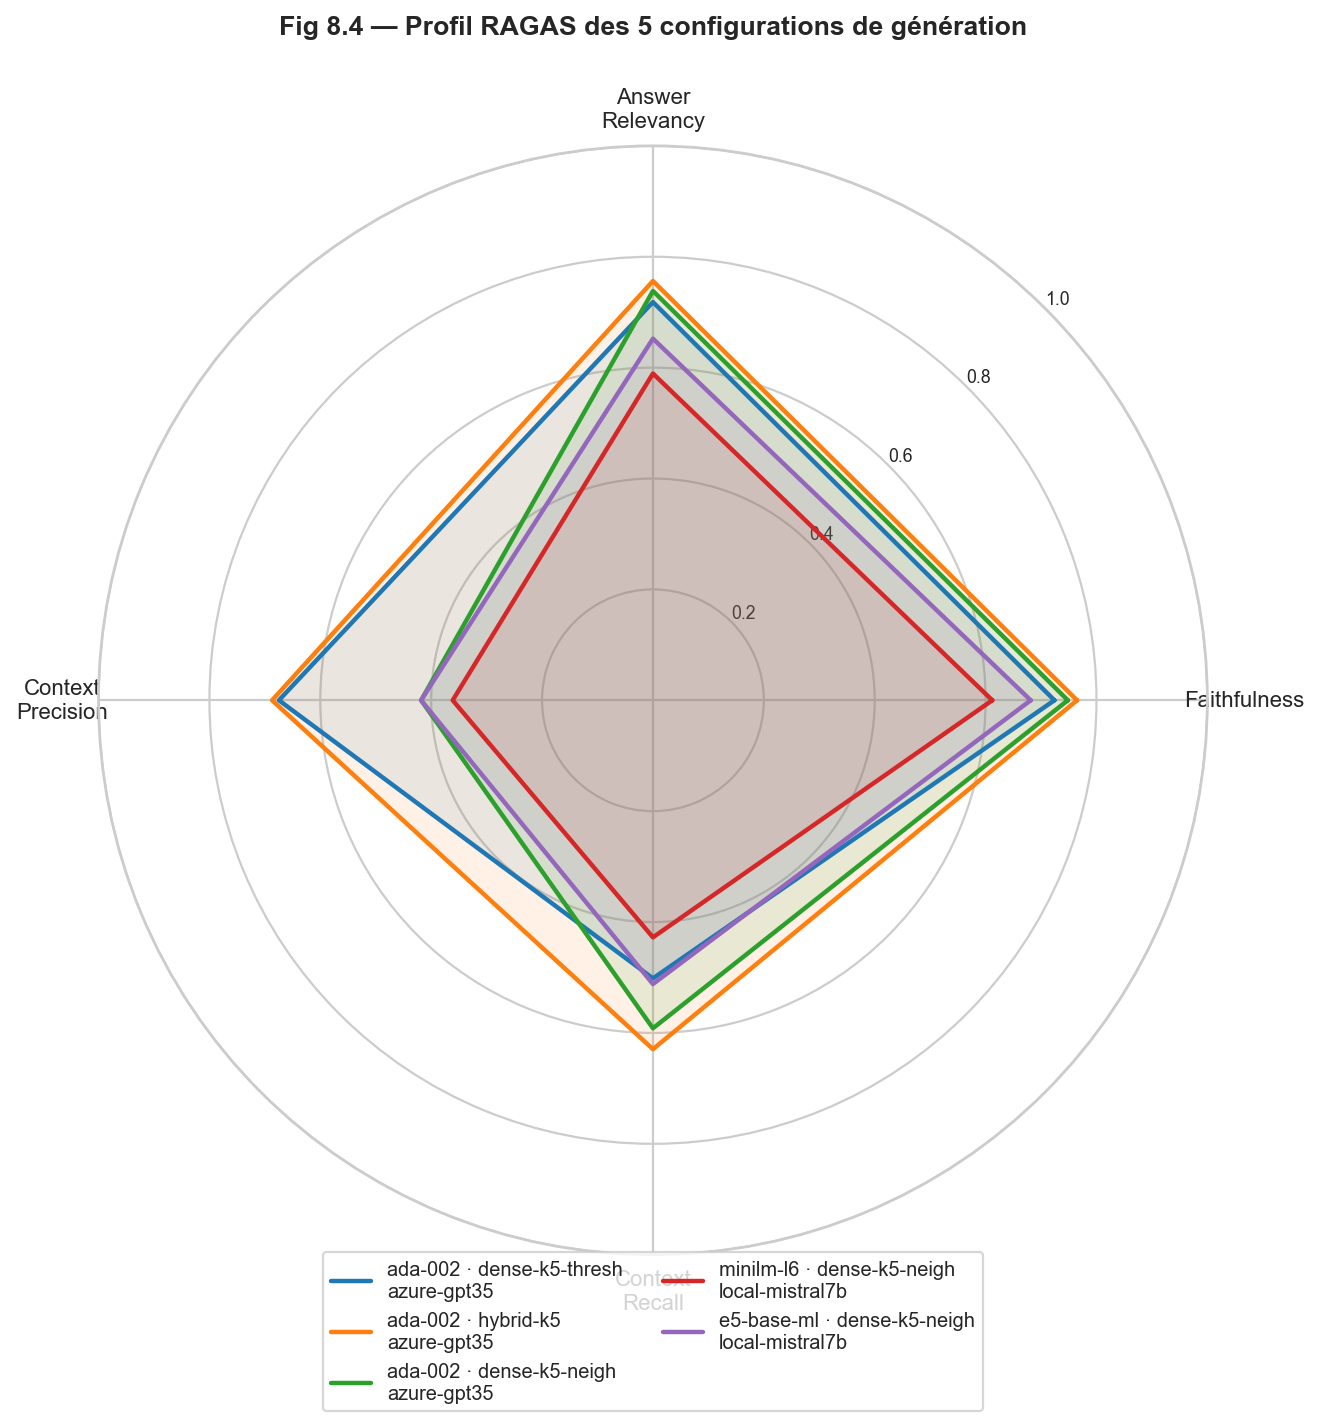 Fig 8.4 — Profil RAGAS des 5 configurations de génération
Answer
Relevancy
1.0
0.8
0.6
0.4
0.2
Context
Precision
Faithfulness
Context
Recall
ada-002 · dense-k5-thresh
azure-gpt35
ada-002 · hybrid-k5
azure-gpt35
ada-002 · dense-k5-neigh
azure-gpt35
minilm-l6 · dense-k5-neigh
local-mistral7b
e5-base-ml · dense-k5-neigh
local-mistral7b